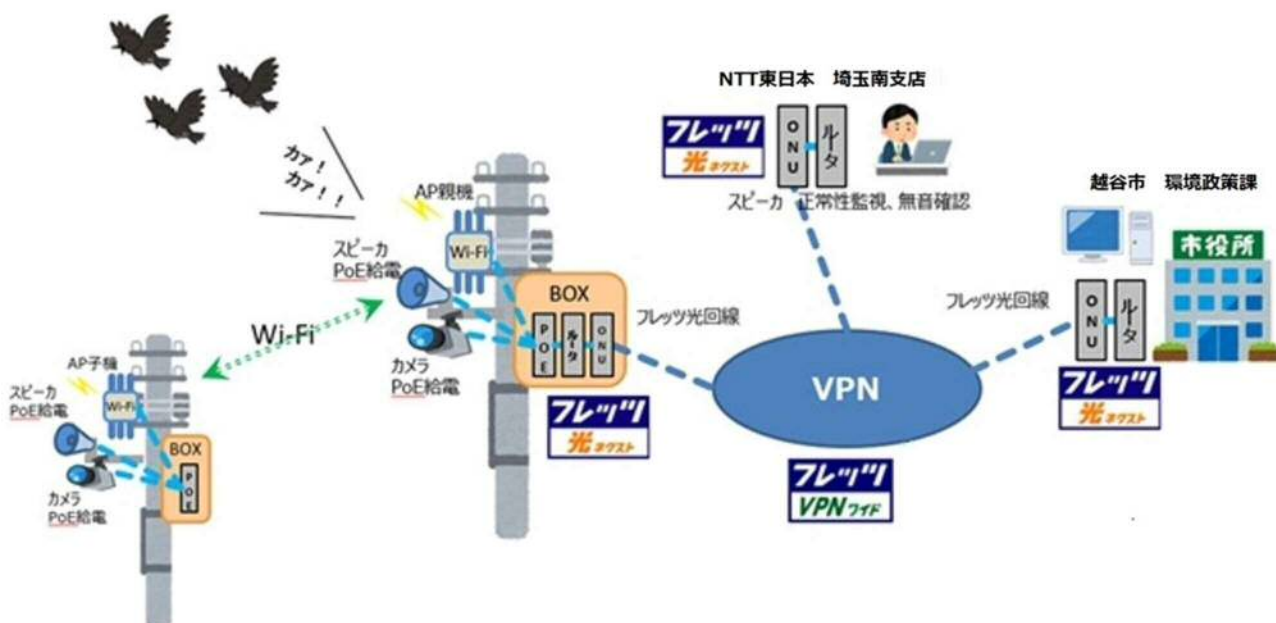 NTT東日本 埼玉南支店
フレッツ
光ネクスト
ONU
ルータ
スピーカ 正常性監視、無音確認
越谷市 環境政策課
市役所
フレッツ光回線
ONU
ルータ
フレッツ
光ネクスト
カァ!
カァ!!
AP親機
Wi-Fi
スピーカ
PoE給電
カメラ
PoE給電
BOX
POE
ルータ
ONU
フレッツ光回線
フレッツ
光ネクスト
VPN
フレッツ
VPNワイド
Wi-Fi
AP子機
Wi-Fi
スピーカ
PoE給電
カメラ
PoE給電
BOX
POE